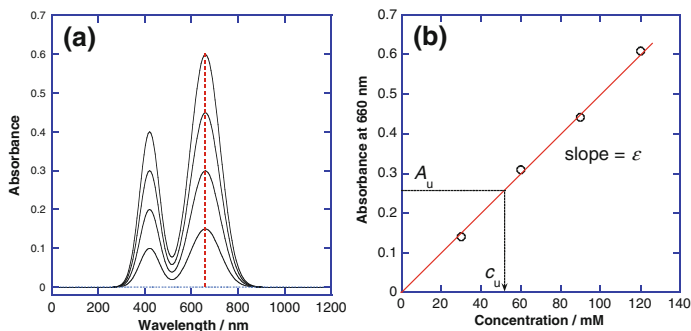 (a)
Absorbance
0.7
0.6
0.5
0.4
0.3
0.2
0.1
0
0 200 400 600 800 1000 1200
Wavelength / nm
(b)
Absorbance at 660 nm
0.7
0.6
0.5
0.4
0.3
0.2
0.1
0
slope = ε
Au
cu
0 20 40 60 80 100 120 140
Concentration / mM